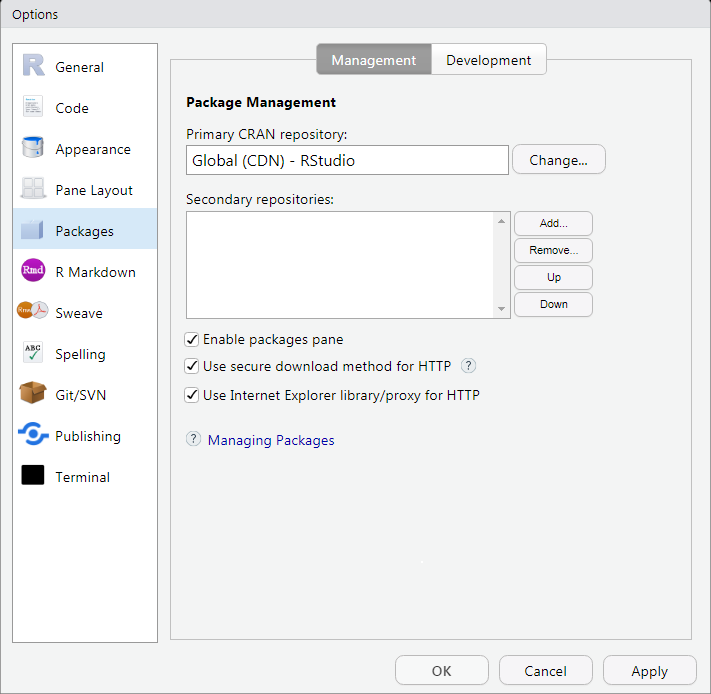 Options
General
Code
Appearance
Pane Layout
Packages
Rmd R Markdown
Sweave
ABC Spelling
Git/SVN
Publishing
Terminal
Management Development
Package Management
Primary CRAN repository:
Global (CDN) - RStudio Change...
Secondary repositories:
Add...
Remove...
Up
Down
Enable packages pane
Use secure download method for HTTP ?
Use Internet Explorer library/proxy for HTTP
? Managing Packages
OK Cancel Apply